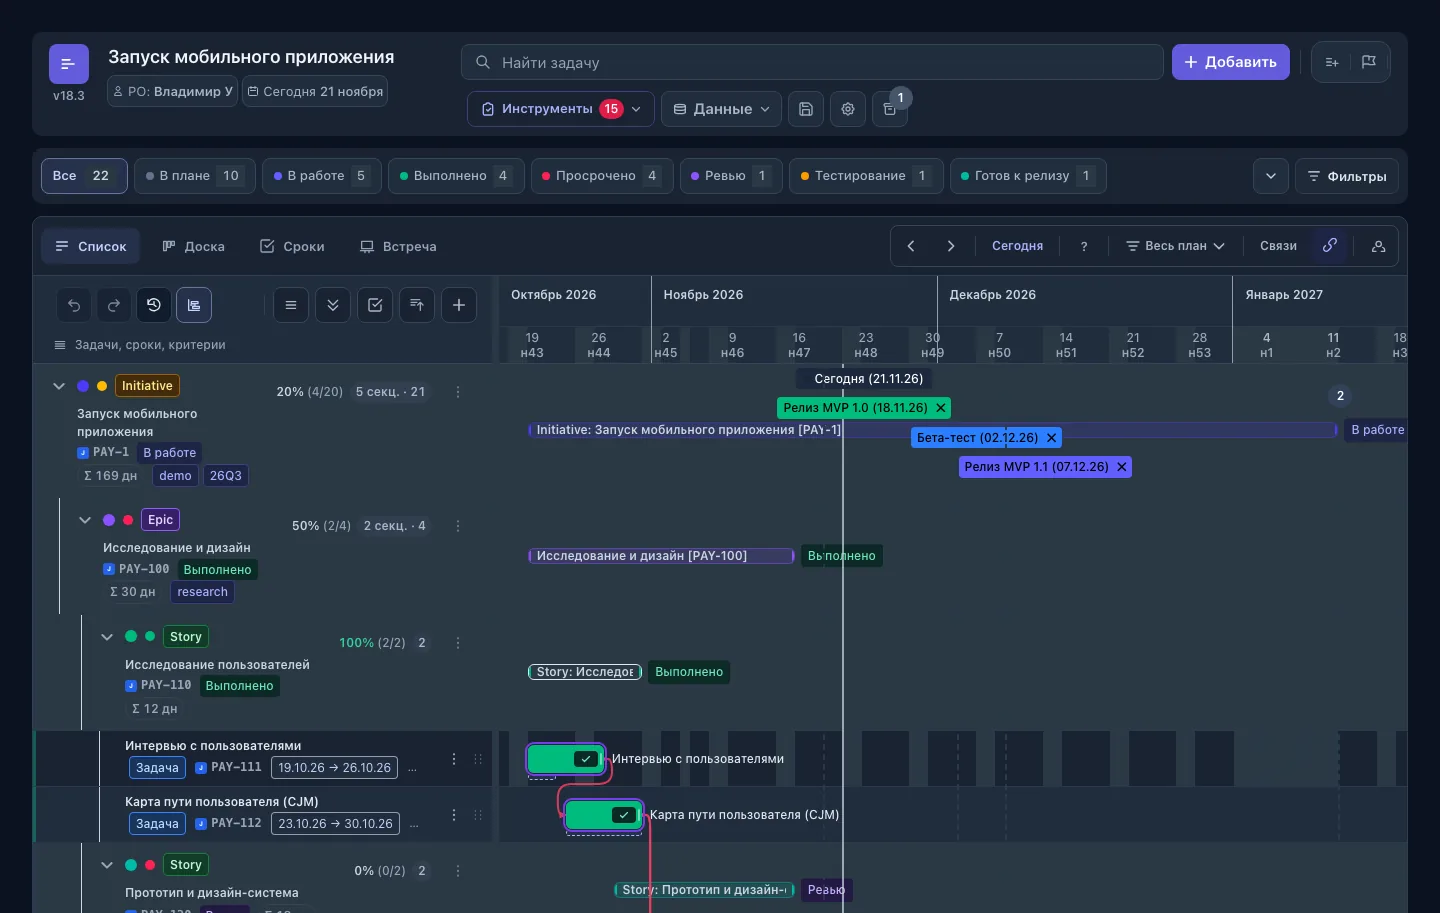 Запуск мобильного приложения
v18.3
PO: Владимир У
Сегодня 21 ноября
Найти задачу
Добавить
Инструменты 15
Данные
1
Все 22
В плане 10
В работе 5
Выполнено 4
Просрочено 4
Ревью 1
Тестирование 1
Готов к релизу 1
Фильтры
Список
Доска
Сроки
Встреча
Сегодня
?
Весь план
Связи
Задачи, сроки, критерии
Октябрь 2026
Ноябрь 2026
Декабрь 2026
Январь 2027
19 26 2 9 16 23 30 7 14 21 28 4 11 18
н43 н44 н45 н46 н47 н48 н49 н50 н51 н52 н53 н1 н2 н3
Сегодня (21.11.26)
Initiative
20% (4/20) 5 секц. · 21
Запуск мобильного
приложения
PAY-1 В работе
Σ 169 дн demo 26Q3
2
Релиз MVP 1.0 (18.11.26)
Initiative: Запуск мобильного приложения [PAY-1]
В работе
Бета-тест (02.12.26)
Релиз MVP 1.1 (07.12.26)
Epic
50% (2/4) 2 секц. · 4
Исследование и дизайн
PAY-100 Выполнено
Σ 30 дн research
Исследование и дизайн [PAY-100]
Выполнено
Story
100% (2/2) 2
Исследование пользователей
PAY-110 Выполнено
Σ 12 дн
Story: Исследов
Выполнено
Интервью с пользователями
Задача PAY-111 19.10.26 → 26.10.26 ...
Интервью с пользователями
Карта пути пользователя (CJM)
Задача PAY-112 23.10.26 → 30.10.26 ...
Карта пути пользователя (CJM)
Story
0% (0/2) 2
Прототип и дизайн-система
Story: Прототип и дизайн-
Ревью